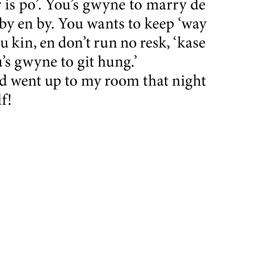 is po'. You's gwyne to marry de
by en by. You wants to keep 'way
u kin, en don't run no resk, 'kase
's gwyne to git hung.'
d went up to my room that night
f!